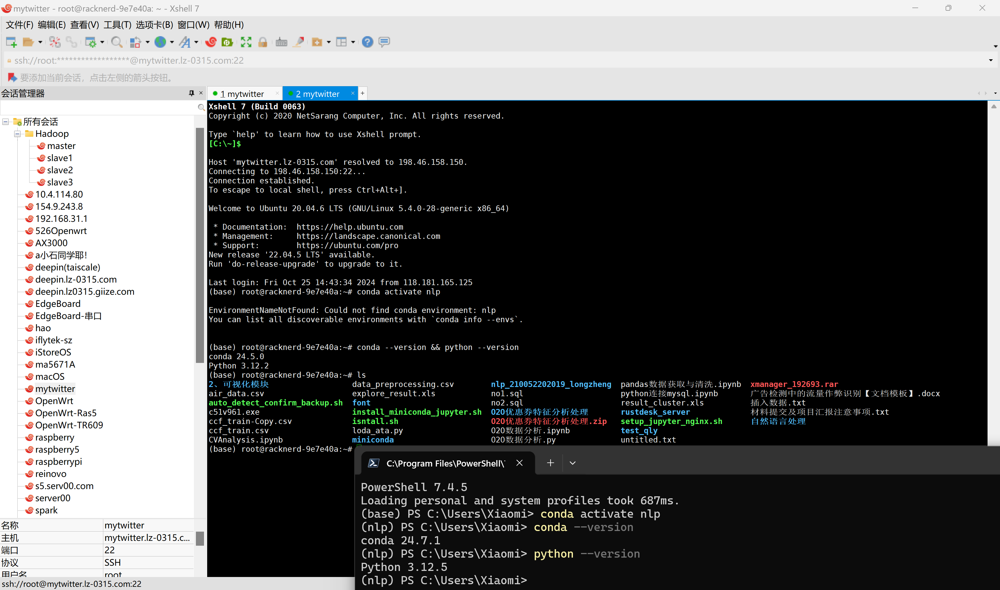 mytwitter - root@racknerd-9e7e40a: ~ - Xshell 7
文件(F) 编辑(E) 查看(V) 工具(T) 选项卡(B) 窗口(W) 帮助(H)
ssh://root:******************@mytwitter.lz-0315.com:22
要添加当前会话，点击左侧的箭头按钮。
会话管理器
所有会话
Hadoop
master
slave1
slave2
slave3
10.4.114.80
154.9.243.8
192.168.31.1
526Openwrt
AX3000
a小石同学耶！
deepin(taiscale)
deepin.lz-0315.com
deepin.lz0315.giize.com
EdgeBoard
EdgeBoard-串口
hao
iflytek-sz
iStoreOS
ma5671A
macOS
mytwitter
OpenWrt
OpenWrt-Ras5
OpenWrt-TR609
raspberry
raspberry5
raspberrypi
reinovo
s5.serv00.com
server00
spark
名称 mytwitter
主机 mytwitter.lz-0315.c...
端口 22
协议 SSH
用户名 root
ssh://root@mytwitter.lz-0315.com:22
1 mytwitter
2 mytwitter
Xshell 7 (Build 0063)
Copyright (c) 2020 NetSarang Computer, Inc. All rights reserved.
Type `help' to learn how to use Xshell prompt.
[C:\~]$
Host 'mytwitter.lz-0315.com' resolved to 198.46.158.150.
Connecting to 198.46.158.150:22...
Connection established.
To escape to local shell, press Ctrl+Alt+].
Welcome to Ubuntu 20.04.6 LTS (GNU/Linux 5.4.0-28-generic x86_64)
* Documentation:  https://help.ubuntu.com
* Management:     https://landscape.canonical.com
* Support:        https://ubuntu.com/pro
New release '22.04.5 LTS' available.
Run 'do-release-upgrade' to upgrade to it.
Last login: Fri Oct 25 14:43:34 2024 from 118.181.165.125
(base) root@racknerd-9e7e40a:~# conda activate nlp
EnvironmentNameNotFound: Could not find conda environment: nlp
You can list all discoverable environments with `conda info --envs`.
(base) root@racknerd-9e7e40a:~# conda --version && python --version
conda 24.5.0
Python 3.12.2
(base) root@racknerd-9e7e40a:~# ls
2、可视化模块 data_preprocessing.csv nlp_210052202019_longzheng pandas数据获取与清洗.ipynb xmanager_192693.rar
air_data.csv explore_result.xls no1.sql python连接mysql.ipynb 广告检测中的流量作弊识别【文档模板】.docx
auto_detect_confirm_backup.sh font no2.sql result_cluster.xls 插入数据.txt
c51v961.exe install_miniconda_jupyter.sh O2O优惠券特征分析处理 rustdesk_server 材料提交及项目汇报注意事项.txt
ccf_train-Copy.csv isntall.sh O2O优惠券特征分析处理.zip setup_jupyter_nginx.sh 自然语言处理
ccf_train.csv loda_ata.py O2O数据分析.ipynb test_qly
CVAnalysis.ipynb miniconda O2O数据分析.py untitled.txt
(base) root@racknerd-9e7e40a:~#
C:\Program Files\PowerShell\
PowerShell 7.4.5
Loading personal and system profiles took 687ms.
(base) PS C:\Users\Xiaomi> conda activate nlp
(nlp) PS C:\Users\Xiaomi> conda --version
conda 24.7.1
(nlp) PS C:\Users\Xiaomi> python --version
Python 3.12.5
(nlp) PS C:\Users\Xiaomi>